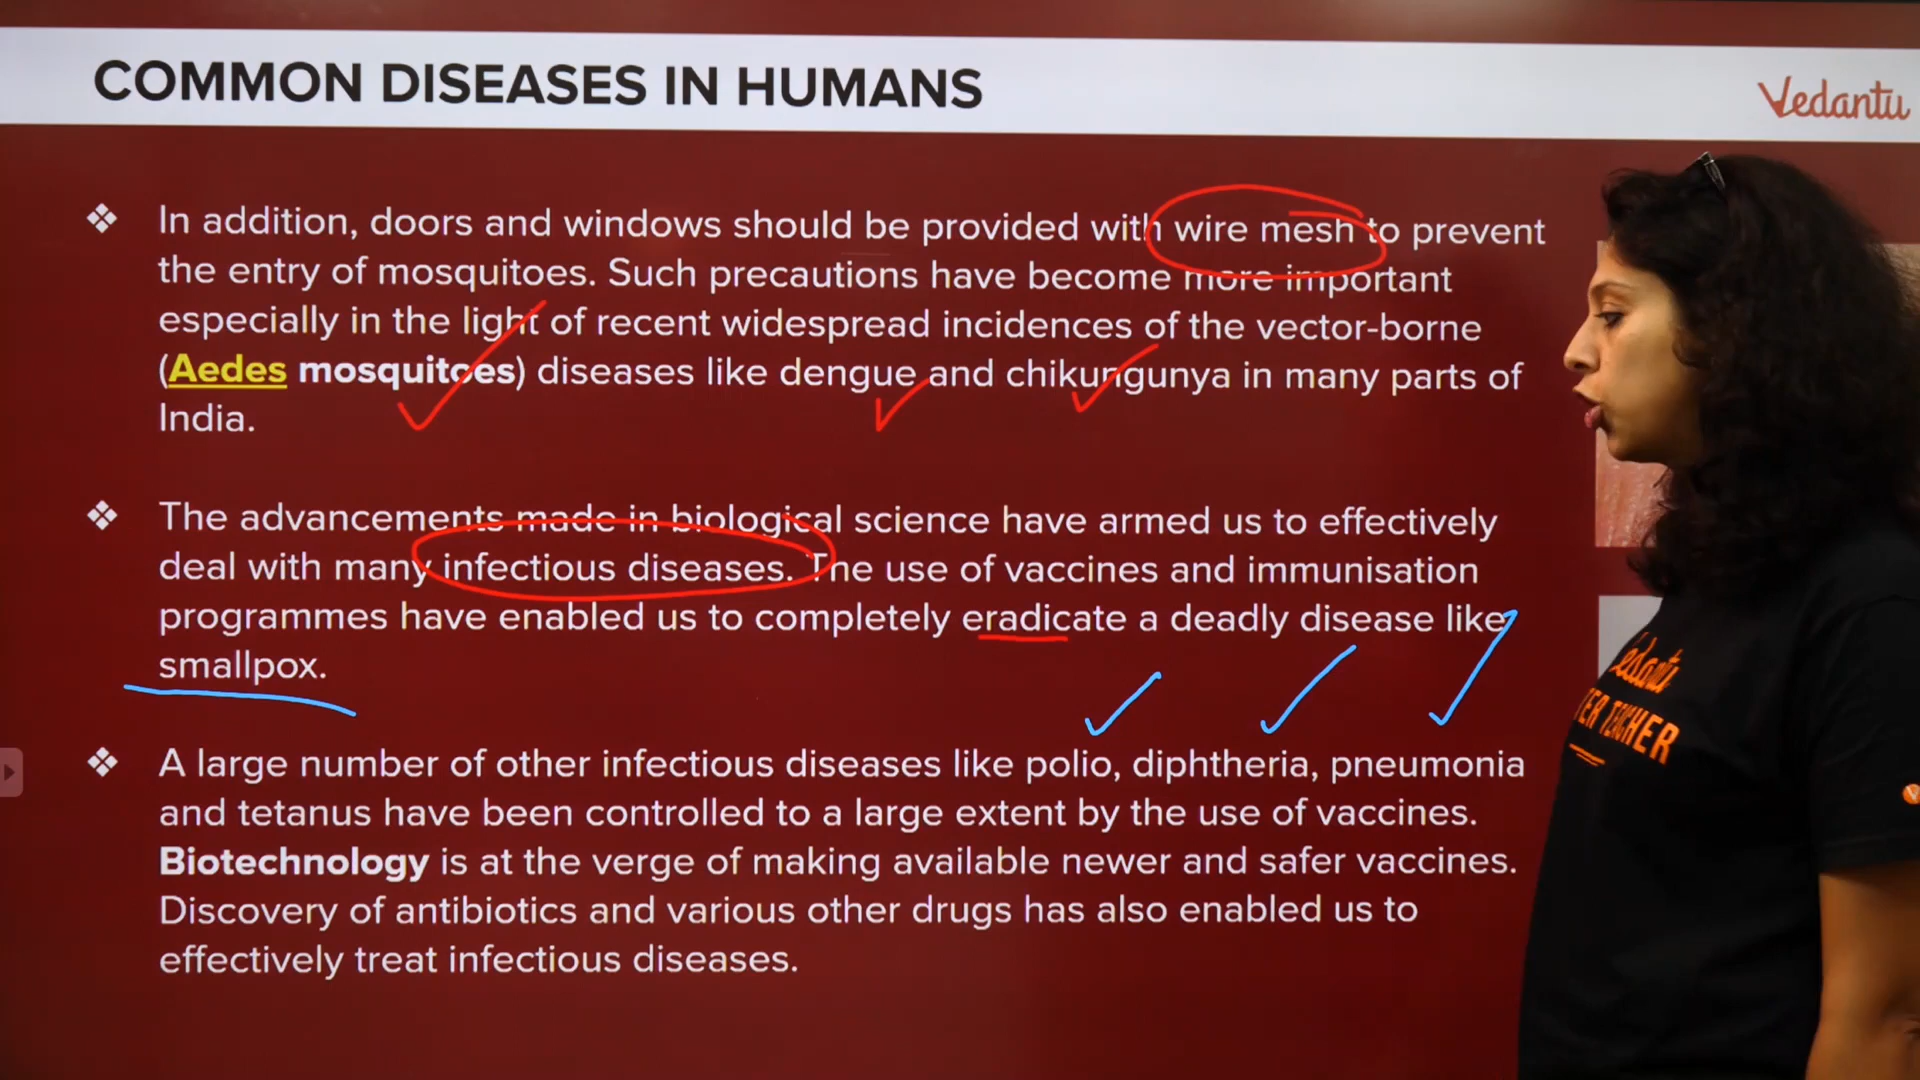 COMMON DISEASES IN HUMANS
Vedantu
❖ In addition, doors and windows should be provided with wire mesh to prevent
the entry of mosquitoes. Such precautions have become more important
especially in the light of recent widespread incidences of the vector-borne
(Aedes mosquitoes) diseases like dengue and chikungunya in many parts of
India.
❖ The advancements made in biological science have armed us to effectively
deal with many infectious diseases. The use of vaccines and immunisation
programmes have enabled us to completely eradicate a deadly disease like
smallpox.
❖ A large number of other infectious diseases like polio, diphtheria, pneumonia
and tetanus have been controlled to a large extent by the use of vaccines.
Biotechnology is at the verge of making available newer and safer vaccines.
Discovery of antibiotics and various other drugs has also enabled us to
effectively treat infectious diseases.
TEACHER